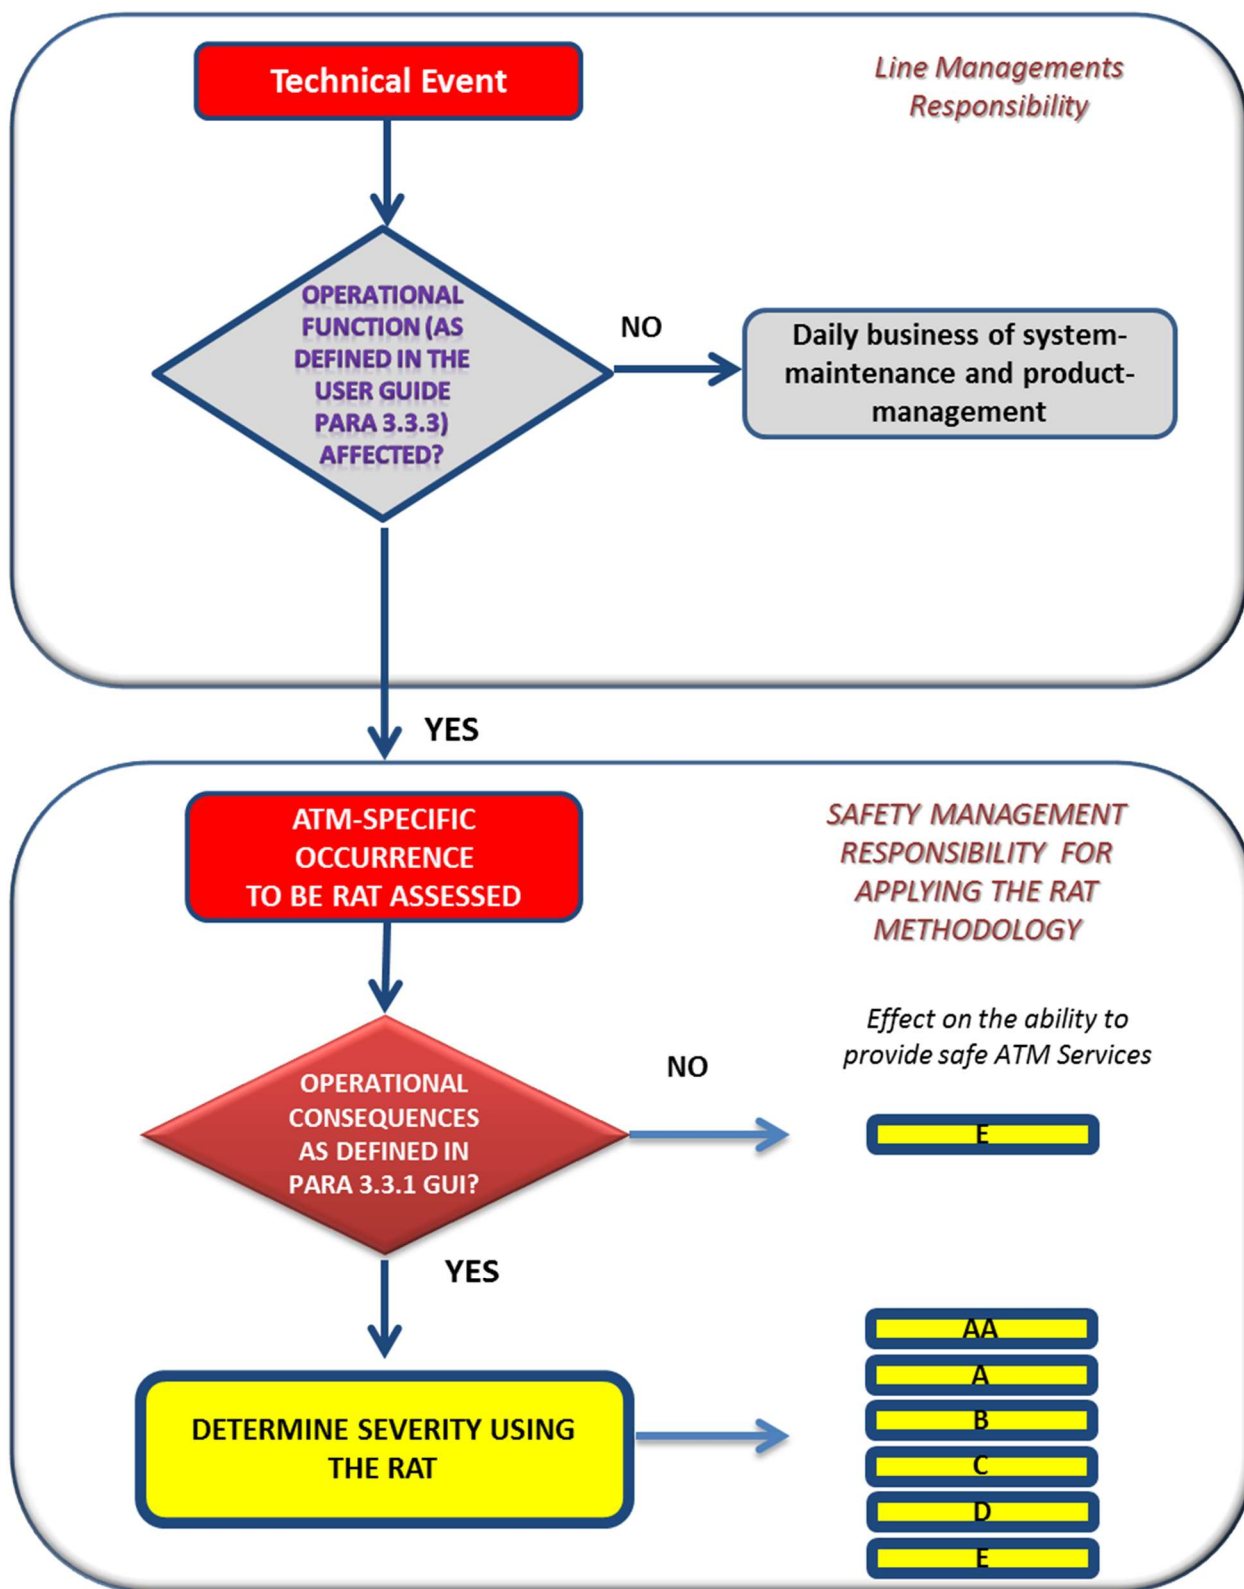 Technical Event
Line Managements
Responsibility
OPERATIONAL
FUNCTION (AS
DEFINED IN THE
USER GUIDE
PARA 3.3.3)
AFFECTED?
NO
Daily business of system-
maintenance and product-
management
YES
ATM-SPECIFIC
OCCURRENCE
TO BE RAT ASSESSED
SAFETY MANAGEMENT
RESPONSIBILITY FOR
APPLYING THE RAT
METHODOLOGY
Effect on the ability to
provide safe ATM Services
OPERATIONAL
CONSEQUENCES
AS DEFINED IN
PARA 3.3.1 GUI?
NO
E
YES
DETERMINE SEVERITY USING
THE RAT
AA
A
B
C
D
E